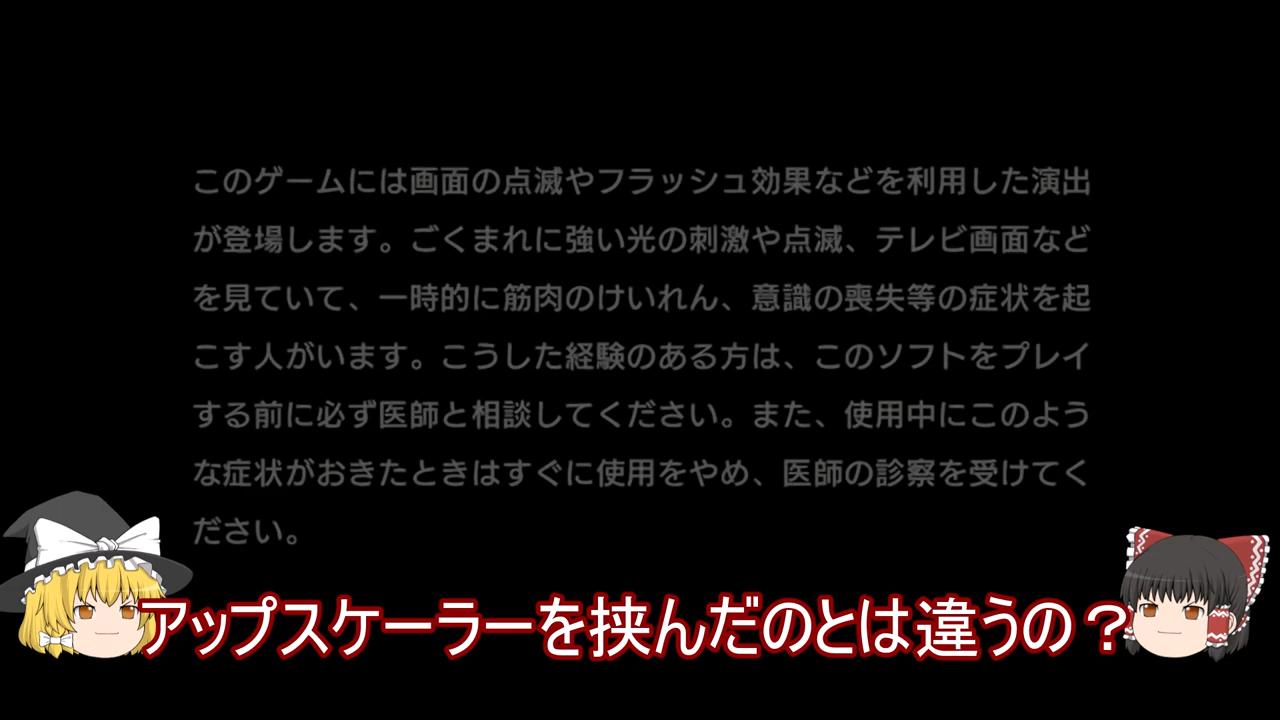 このゲームには画面の点滅やフラッシュ効果などを利用した演出
が登場します。ごくまれに強い光の刺激や点滅、テレビ画面など
を見ていて、一時的に筋肉のけいれん、意識の喪失等の症状を起
こす人がいます。こうした経験のある方は、このソフトをプレイ
する前に必ず医師と相談してください。また、使用中にこのよう
な症状がおきたときはすぐに使用をやめ、医師の診察を受けてく
ださい。
アップスケーラーを挟んだのとは違うの？